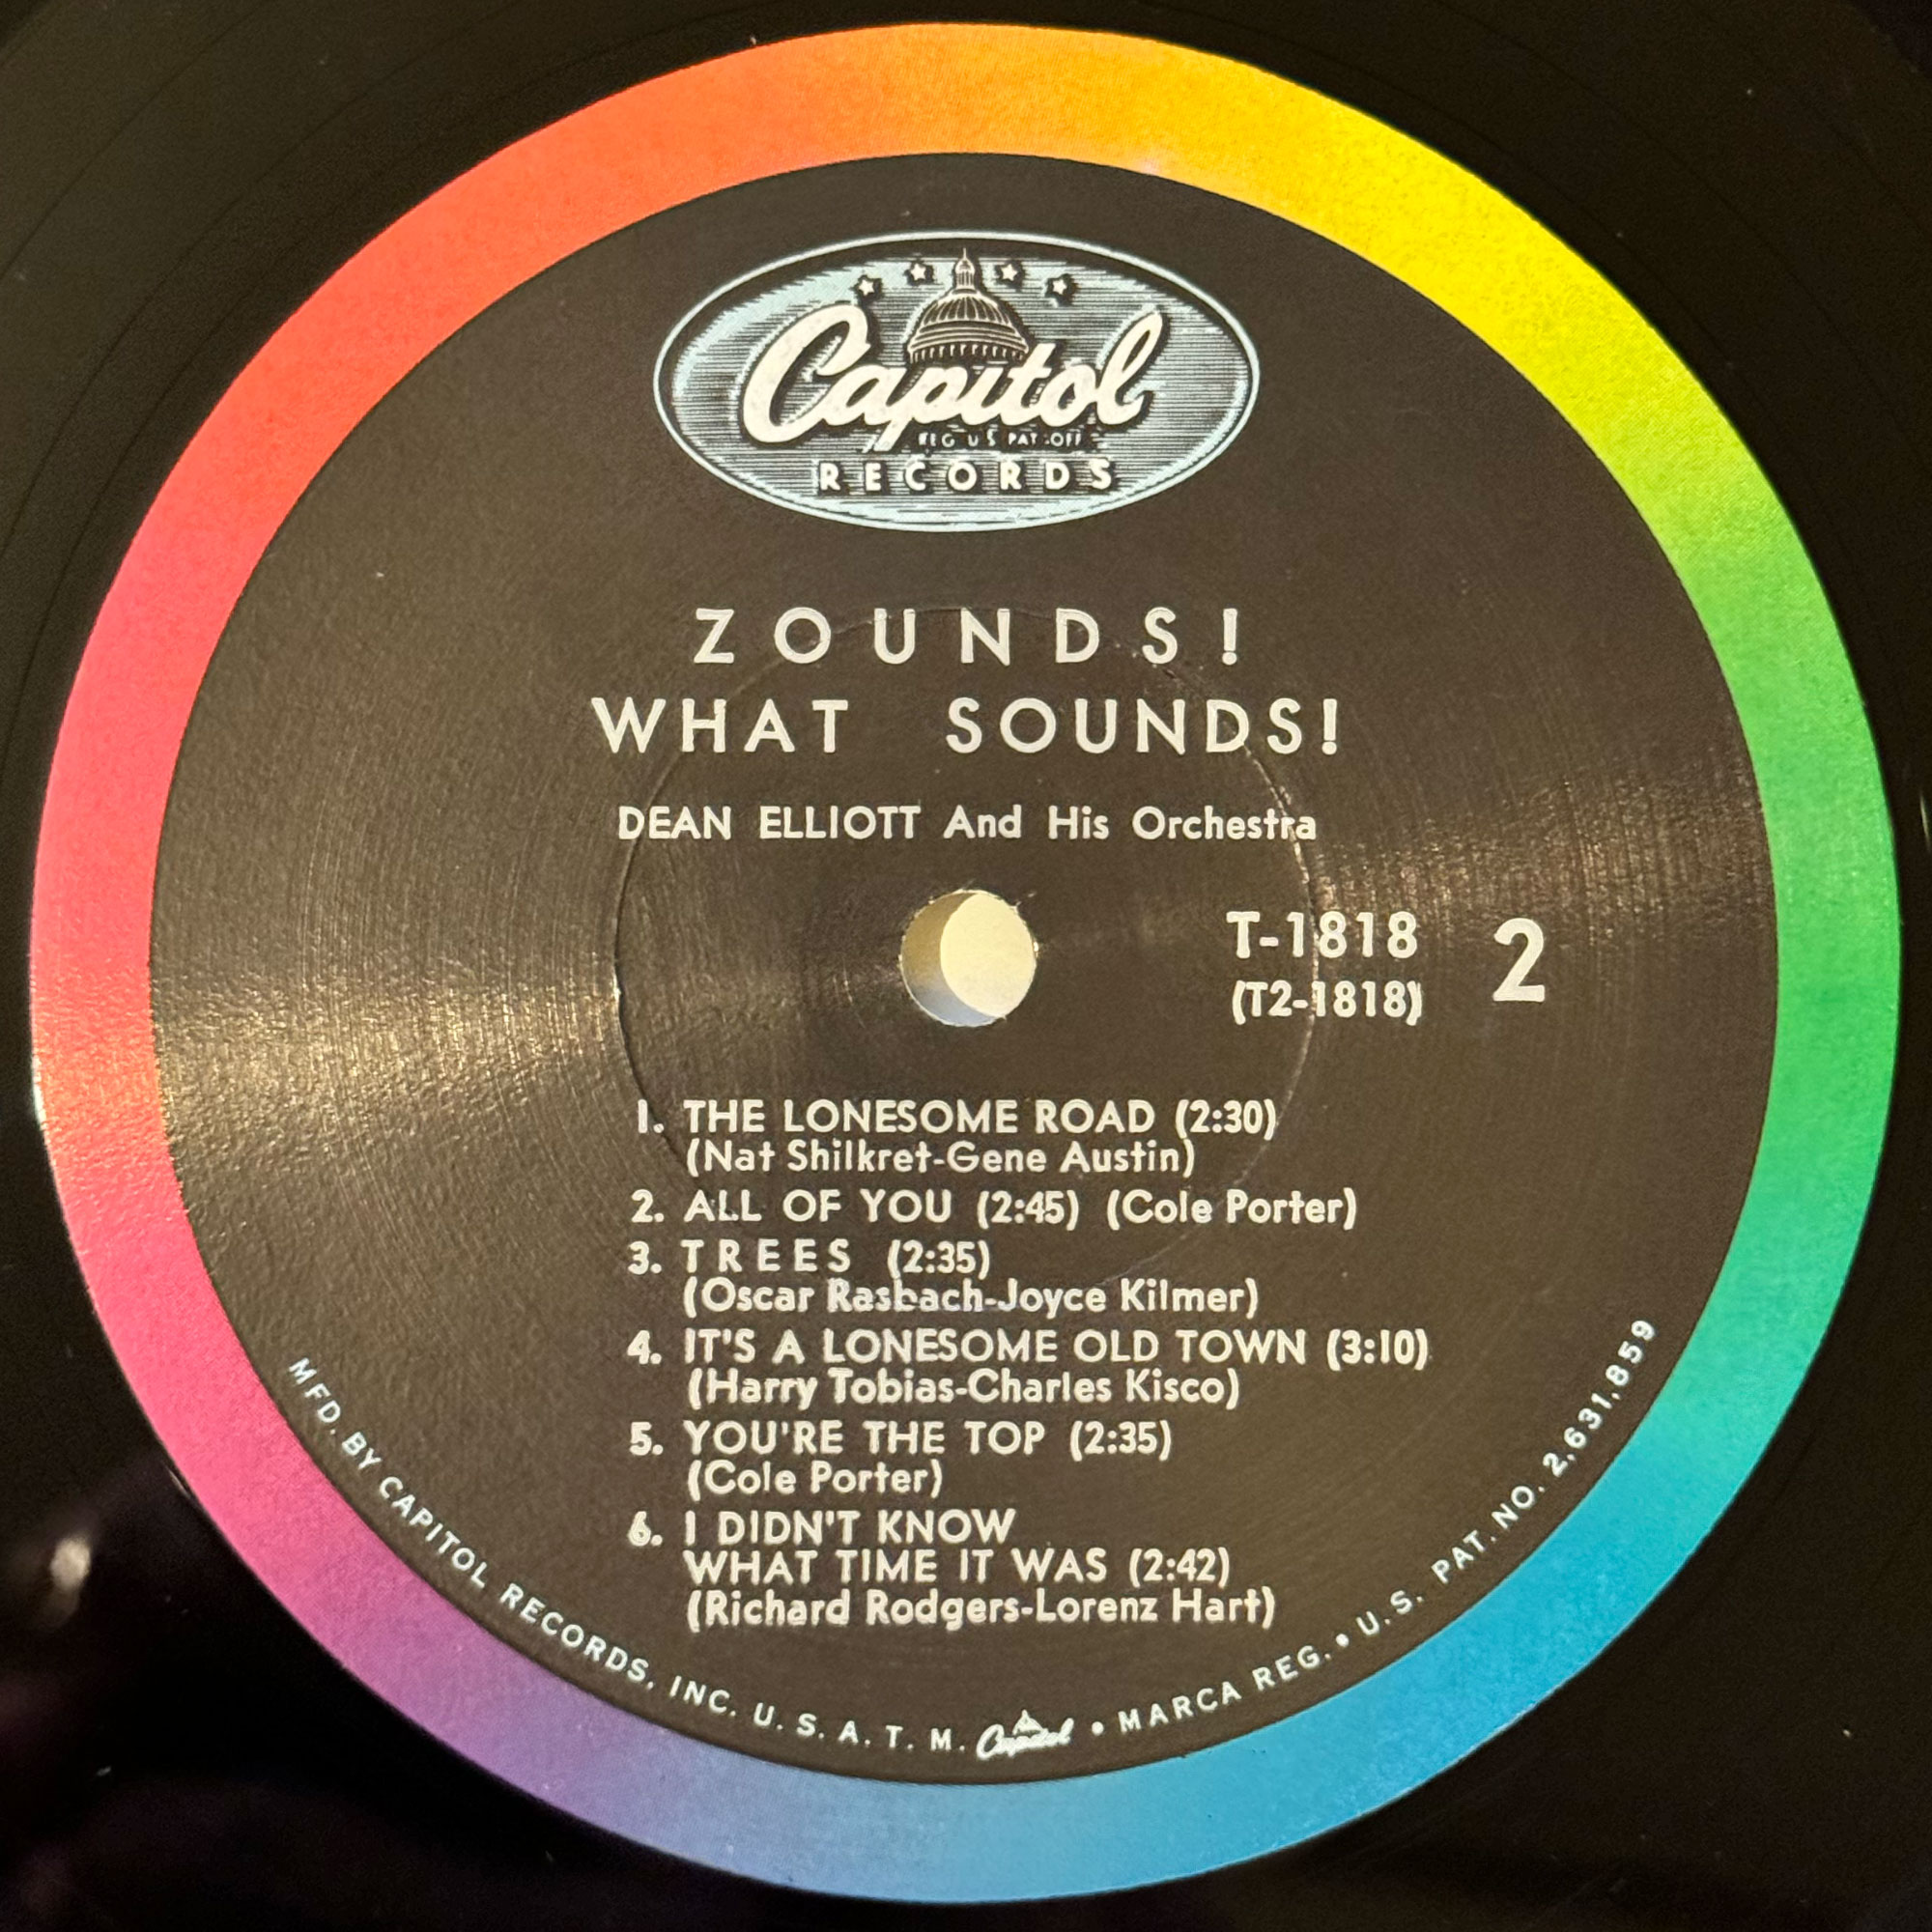 Capitol
REG U S PAT OFF
RECORDS
ZOUNDS!
WHAT SOUNDS!
DEAN ELLIOTT And His Orchestra
T-1818
(T2-1818)
2
1. THE LONESOME ROAD (2:30)
(Nat Shilkret-Gene Austin)
2. ALL OF YOU (2:45) (Cole Porter)
3. TREES (2:35)
(Oscar Rasbach-Joyce Kilmer)
4. IT'S A LONESOME OLD TOWN (3:10)
(Harry Tobias-Charles Kisco)
5. YOU'RE THE TOP (2:35)
(Cole Porter)
6. I DIDN'T KNOW
WHAT TIME IT WAS (2:42)
(Richard Rodgers-Lorenz Hart)
MFD. BY CAPITOL RECORDS, INC. U. S. A. T. M. Capitol • MARCA REG. • U.S. PAT. NO. 2,631,859